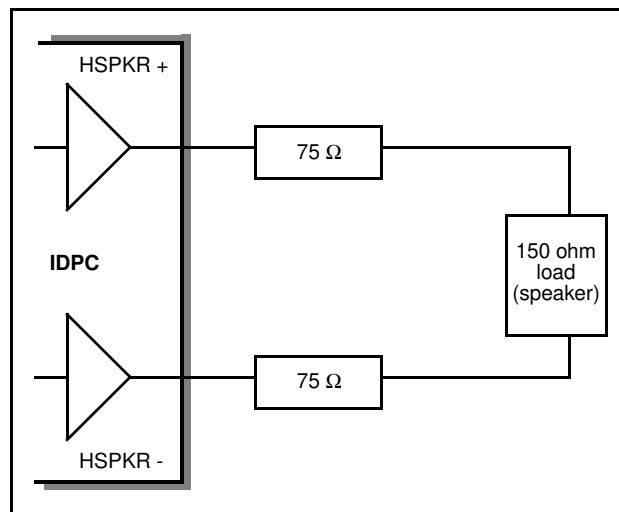 HSPKR +
75 Ω
IDPC
150 ohm
load
(speaker)
75 Ω
HSPKR -